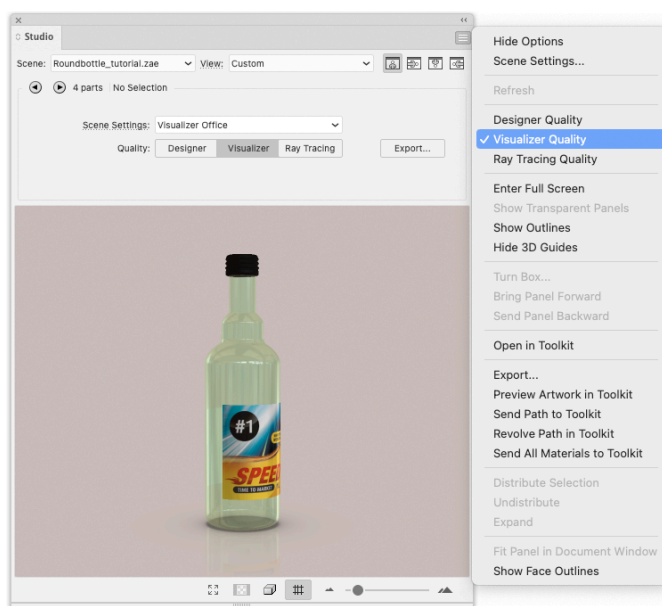 Studio
Scene: Roundbottle_tutorial.zae
View: Custom
4 parts No Selection
Scene Settings: Visualizer Office
Quality: Designer Visualizer Ray Tracing Export...
#1
SPEED
TIME TO MARKET
Hide Options
Scene Settings...
Refresh
Designer Quality
Visualizer Quality
Ray Tracing Quality
Enter Full Screen
Show Transparent Panels
Show Outlines
Hide 3D Guides
Turn Box...
Bring Panel Forward
Send Panel Backward
Open in Toolkit
Export...
Preview Artwork in Toolkit
Send Path to Toolkit
Revolve Path in Toolkit
Send All Materials to Toolkit
Distribute Selection
Undistribute
Expand
Fit Panel in Document Window
Show Face Outlines